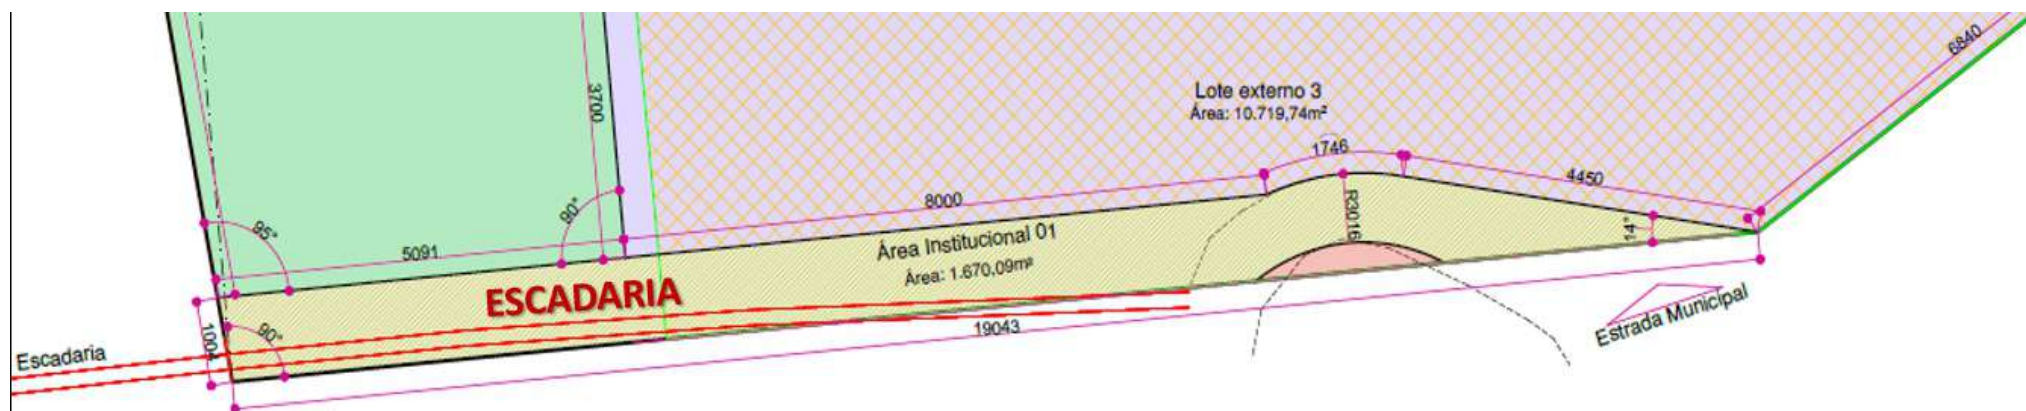 6840
3700
Lote externo 3
Área: 10.719,74m²
1746
4450
8000
90°
95°
R3016
14°
5091
Área Institucional 01
Área: 1.670,09m²
ESCADARIA
1004
90°
19043
Estrada Municipal
Escadaria